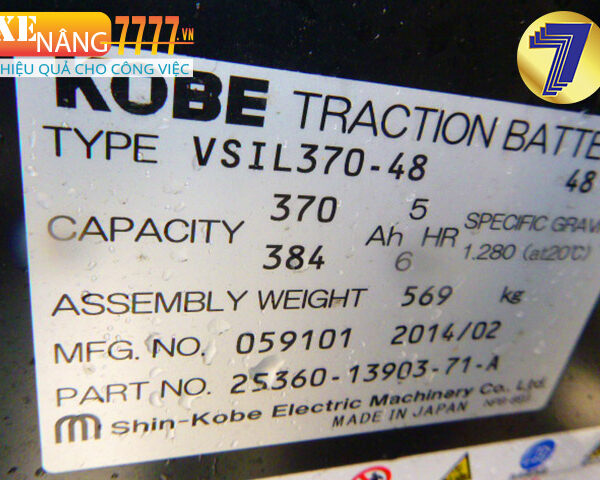 XE
NÂNG7777.VN
HIỆU QUẢ CHO CÔNG VIỆC
7
KOBE TRACTION BATTE
TYPE VSIL370-48 48
CAPACITY 370 Ah 5 HR SPECIFIC GRAV
384 6 1.280 (at20℃)
ASSEMBLY WEIGHT 569 kg
MFG. NO. 059101 2014/02
PART NO. 25360-13903-71-A
Shin-Kobe Electric Machinery Co., Ltd.
MADE IN JAPAN